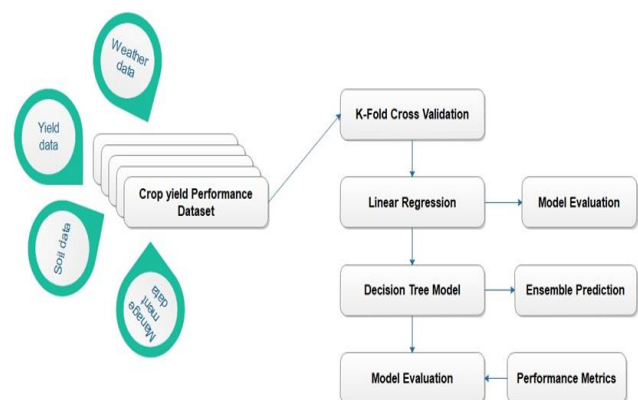 Weather
data
Yield
data
Soil data
Manage
ment
data
Crop yield Performance
Dataset
K-Fold Cross Validation
Linear Regression
Model Evaluation
Decision Tree Model
Ensemble Prediction
Model Evaluation
Performance Metrics